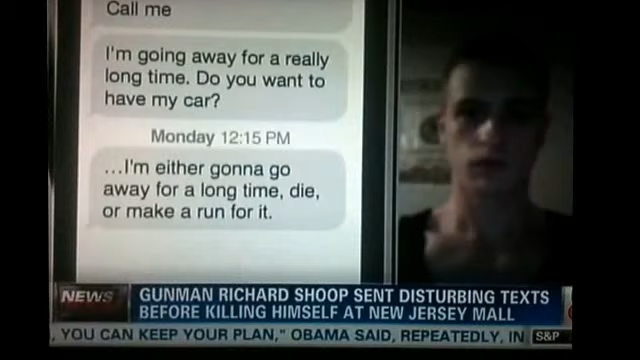 Call me
I'm going away for a really
long time. Do you want to
have my car?
Monday 12:15 PM
...I'm either gonna go
away for a long time, die,
or make a run for it.
NEWS
GUNMAN RICHARD SHOOP SENT DISTURBING TEXTS
BEFORE KILLING HIMSELF AT NEW JERSEY MALL
, YOU CAN KEEP YOUR PLAN," OBAMA SAID, REPEATEDLY, IN
S&P